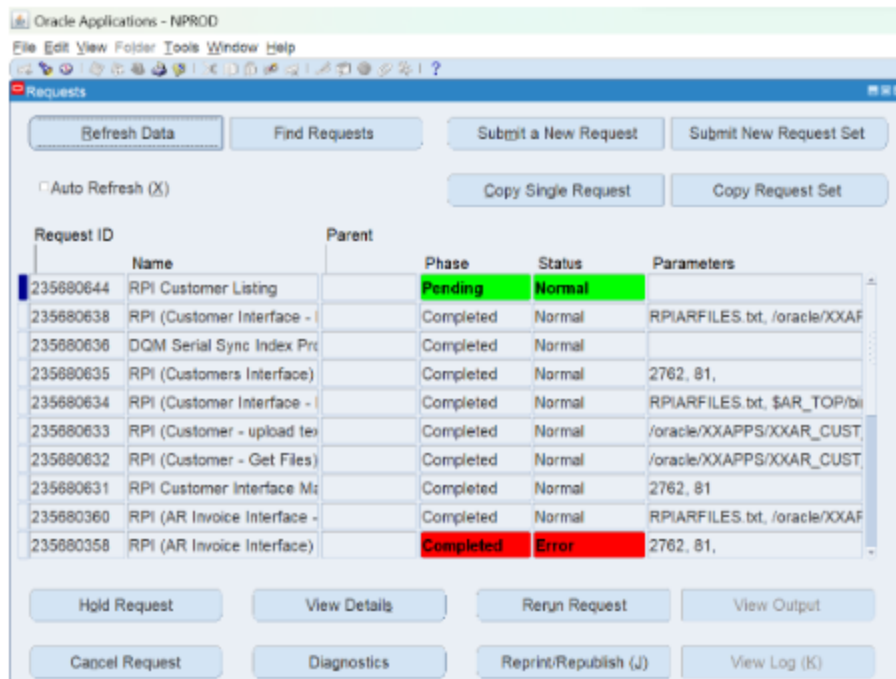 Oracle Applications - NPROD
File Edit View Folder Tools Window Help
Requests
Refresh Data Find Requests Submit a New Request Submit New Request Set
Auto Refresh (X) Copy Single Request Copy Request Set
Request ID Parent
Name Phase Status Parameters
235680644 RPI Customer Listing Pending Normal
235680638 RPI (Customer Interface - Completed Normal RPIARFILES.txt, /oracle/XXAF
235680636 DQM Serial Sync Index Pro Completed Normal
235680635 RPI (Customers Interface) Completed Normal 2762, 81,
235680634 RPI (Customer Interface - Completed Normal RPIARFILES.txt, $AR_TOP/bi
235680633 RPI (Customer - upload tex Completed Normal /oracle/XXAPPS/XXAR_CUST_
235680632 RPI (Customer - Get Files) Completed Normal /oracle/XXAPPS/XXAR_CUST_
235680631 RPI Customer Interface Ma Completed Normal 2762, 81
235680360 RPI (AR Invoice Interface - Completed Normal RPIARFILES.txt, /oracle/XXAF
235680358 RPI (AR Invoice Interface) Completed Error 2762, 81,
Hold Request View Details Rerun Request View Output
Cancel Request Diagnostics Reprint/Republish (J) View Log (K)